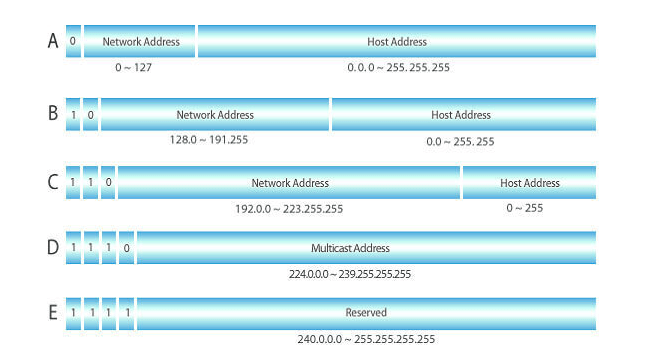 A 0 Network Address Host Address
0 ~ 127 0.0.0 ~ 255.255.255
B 1 0 Network Address Host Address
128.0 ~ 191.255 0.0 ~ 255.255
C 1 1 0 Network Address Host Address
192.0.0 ~ 223.255.255 0 ~ 255
D 1 1 1 0 Multicast Address
224.0.0.0 ~ 239.255.255.255
E 1 1 1 1 Reserved
240.0.0.0 ~ 255.255.255.255